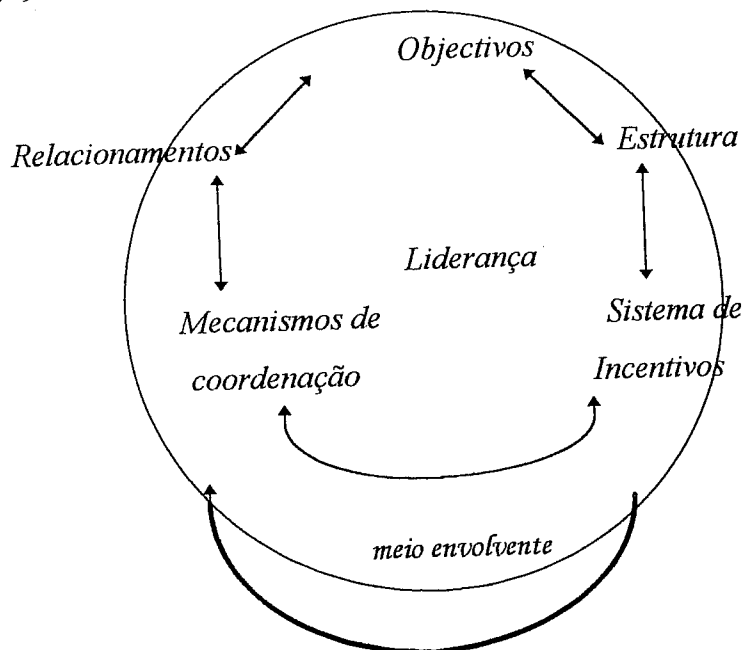 Objectivos
Relacionamentos
Estrutura
Liderança
Mecanismos de
coordenação
Sistema de
Incentivos
meio envolvente